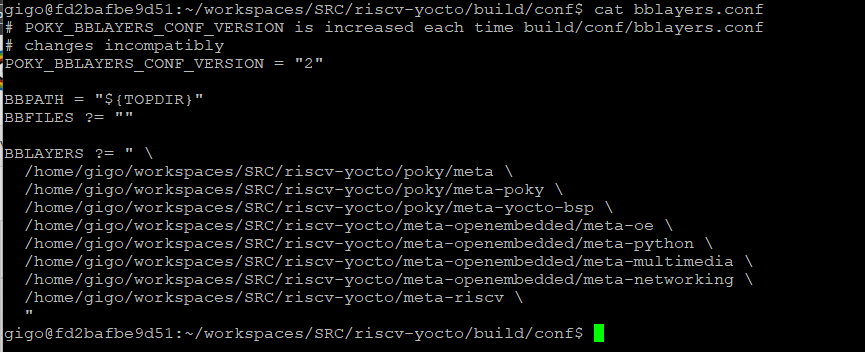 gigo@fd2bafbe9d51:~/workspaces/SRC/riscv-yocto/build/conf$ cat bblayers.conf
# POKY_BBLAYERS_CONF_VERSION is increased each time build/conf/bblayers.conf
# changes incompatibly
POKY_BBLAYERS_CONF_VERSION = "2"

BBPATH = "${TOPDIR}"
BBFILES ?= ""

BBLAYERS ?= " \
  /home/gigo/workspaces/SRC/riscv-yocto/poky/meta \
  /home/gigo/workspaces/SRC/riscv-yocto/poky/meta-poky \
  /home/gigo/workspaces/SRC/riscv-yocto/poky/meta-yocto-bsp \
  /home/gigo/workspaces/SRC/riscv-yocto/meta-openembedded/meta-oe \
  /home/gigo/workspaces/SRC/riscv-yocto/meta-openembedded/meta-python \
  /home/gigo/workspaces/SRC/riscv-yocto/meta-openembedded/meta-multimedia \
  /home/gigo/workspaces/SRC/riscv-yocto/meta-openembedded/meta-networking \
  /home/gigo/workspaces/SRC/riscv-yocto/meta-riscv \
  "
gigo@fd2bafbe9d51:~/workspaces/SRC/riscv-yocto/build/conf$